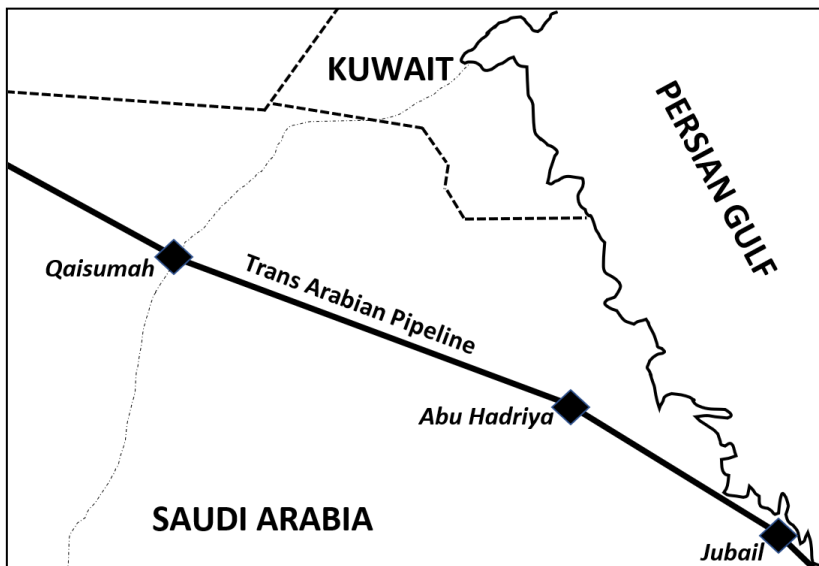 KUWAIT
PERSIAN GULF
Qaisumah
Trans Arabian Pipeline
Abu Hadriya
SAUDI ARABIA
Jubail